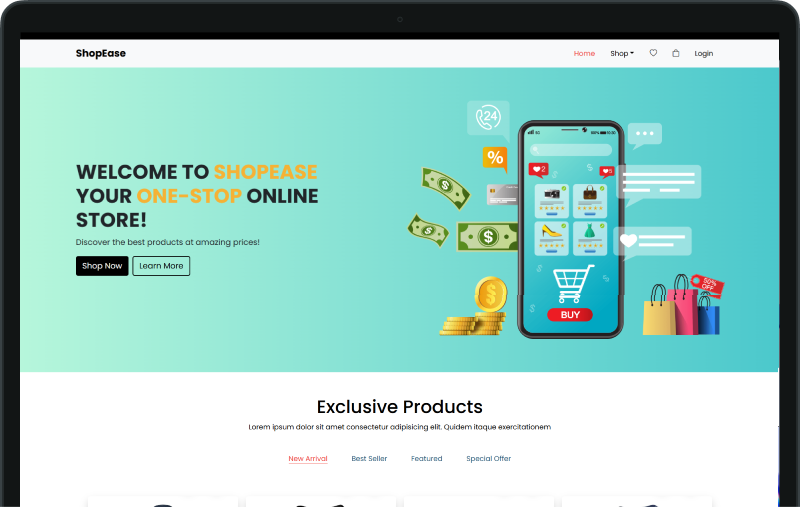 ShopEase
Home Shop Login
WELCOME TO SHOPEASE
YOUR ONE-STOP ONLINE
STORE!
Discover the best products at amazing prices!
Shop Now Learn More
24
%
2
5
$
$
$
$
BUY
50%
OFF
Exclusive Products
Lorem ipsum dolor sit amet consectetur adipisicing elit. Quidem itaque exercitationem
New Arrival Best Seller Featured Special Offer